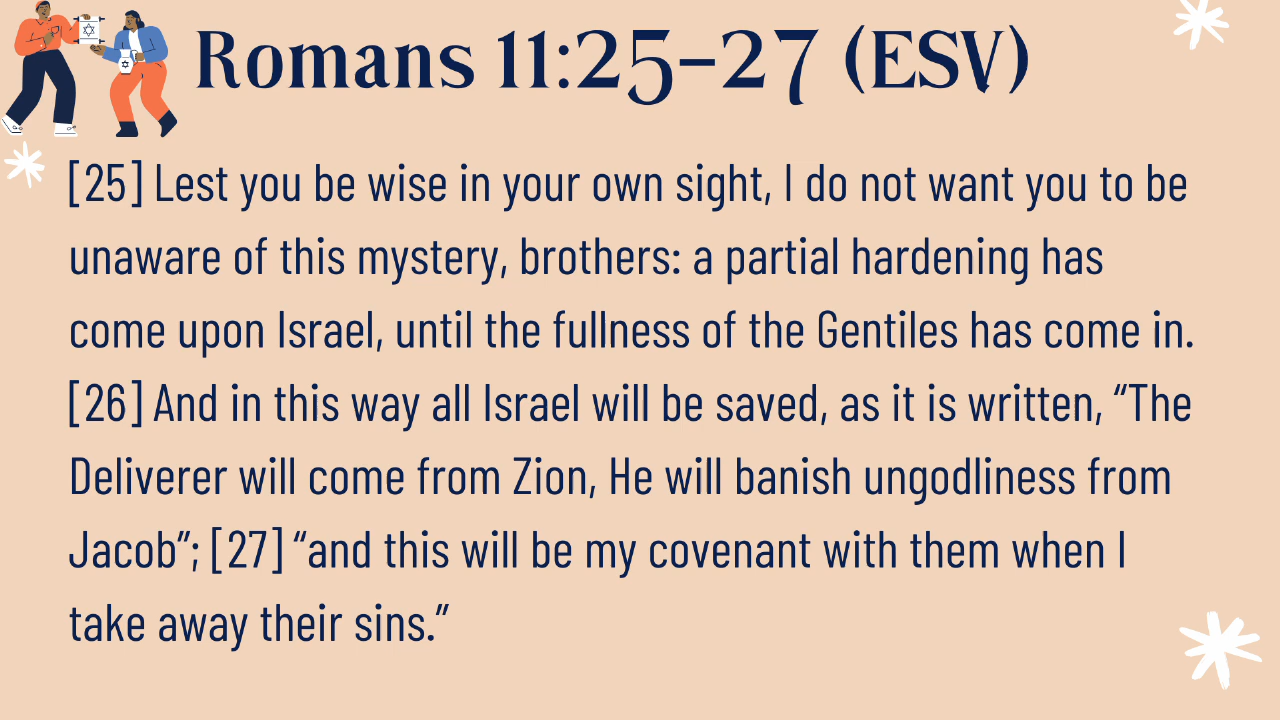 Romans 11:25–27 (ESV)
[25] Lest you be wise in your own sight, I do not want you to be
unaware of this mystery, brothers: a partial hardening has
come upon Israel, until the fullness of the Gentiles has come in.
[26] And in this way all Israel will be saved, as it is written, “The
Deliverer will come from Zion, He will banish ungodliness from
Jacob”; [27] “and this will be my covenant with them when I
take away their sins.”